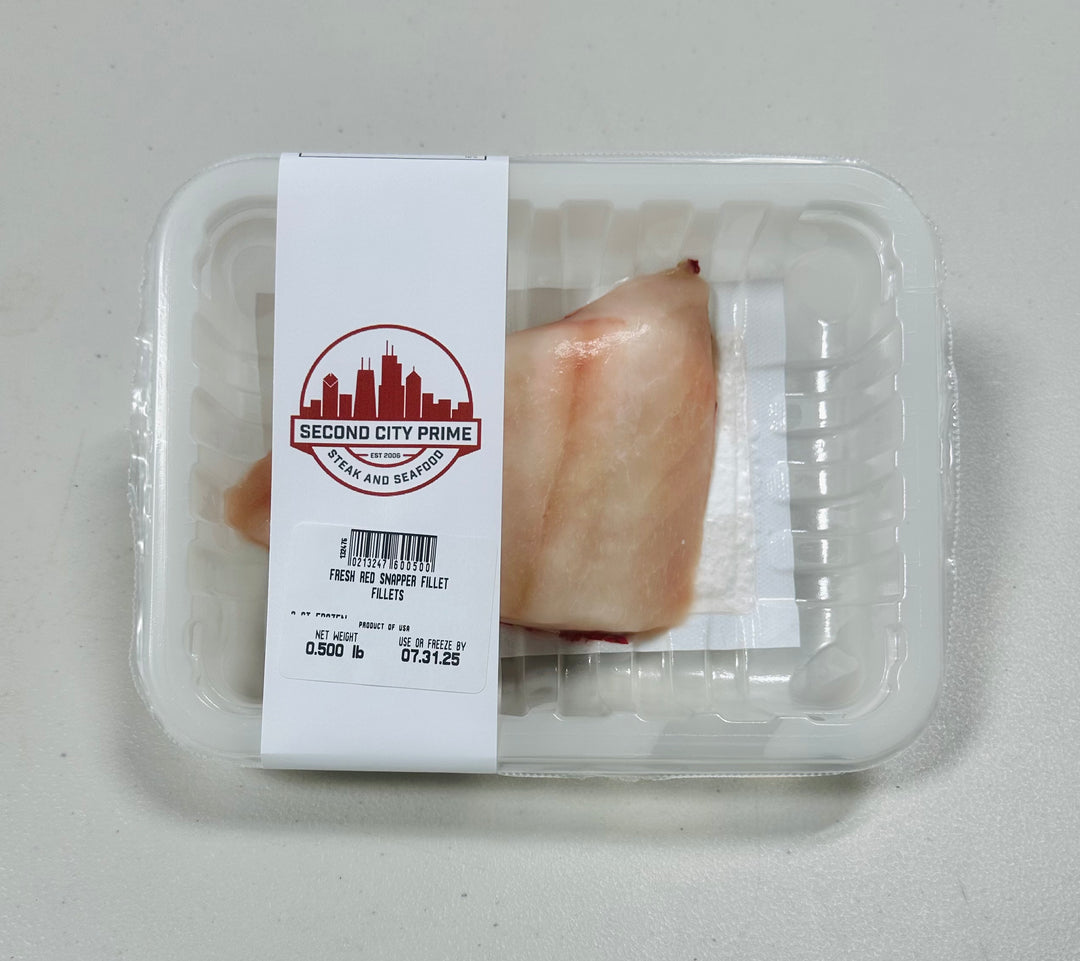 SECOND CITY PRIME
EST 2006
STEAK AND SEAFOOD
132476
0213247 600500
FRESH RED SNAPPER FILLET
FILLETS
PRODUCT OF USA
NET WEIGHT
0.500 lb
USE OR FREEZE BY
07.31.25